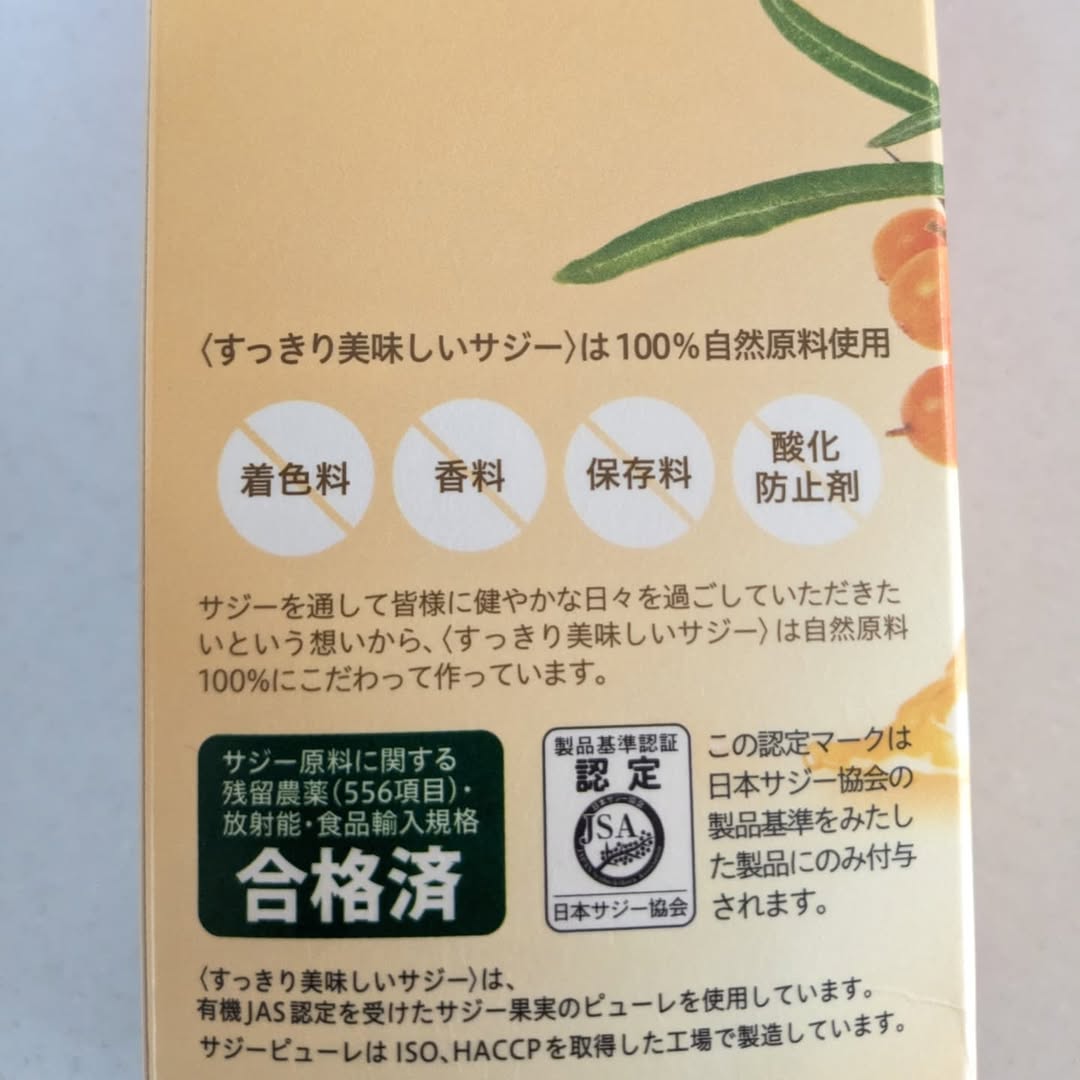 〈すっきり美味しいサジー〉は100%自然原料使用
着色料
香料
保存料
酸化
防止剤
サジーを通して皆様に健やかな日々を過ごしていただきた
いという想いから、〈すっきり美味しいサジー〉は自然原料
100%にこだわって作っています。
サジー原料に関する
残留農薬(556項目)・
放射能・食品輸入規格
合格済
製品基準認証
認定
日本サジー協会
JSA
日本サジー協会
この認定マークは
日本サジー協会の
製品基準をみたし
た製品にのみ付与
されます。
〈すっきり美味しいサジー〉は、
有機JAS認定を受けたサジー果実のピューレを使用しています。
サジーピューレは ISO、HACCPを取得した工場で製造しています。